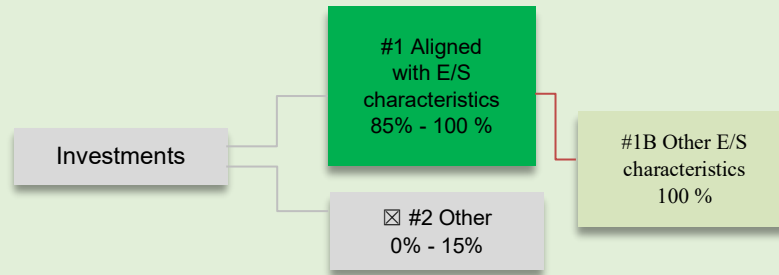 #1 Aligned
with E/S
characteristics
85% - 100 %
Investments
#1B Other E/S
characteristics
100 %
☒ #2 Other
0% - 15%